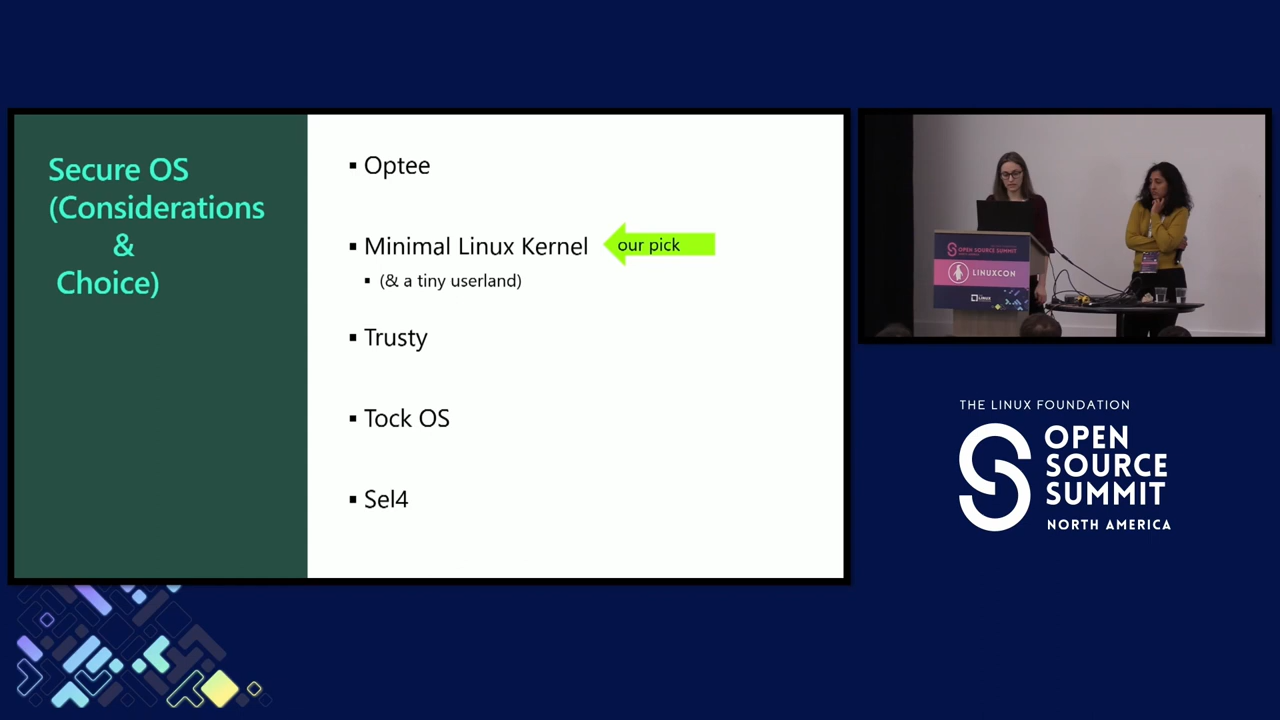 Secure OS
(Considerations
&
Choice)
▪ Optee
▪ Minimal Linux Kernel
our pick
▪ (& a tiny userland)
▪ Trusty
▪ Tock OS
▪ Sel4
OPEN SOURCE SUMMIT
LINUXCON
THE LINUX FOUNDATION
OPEN
SOURCE
SUMMIT
NORTH AMERICA